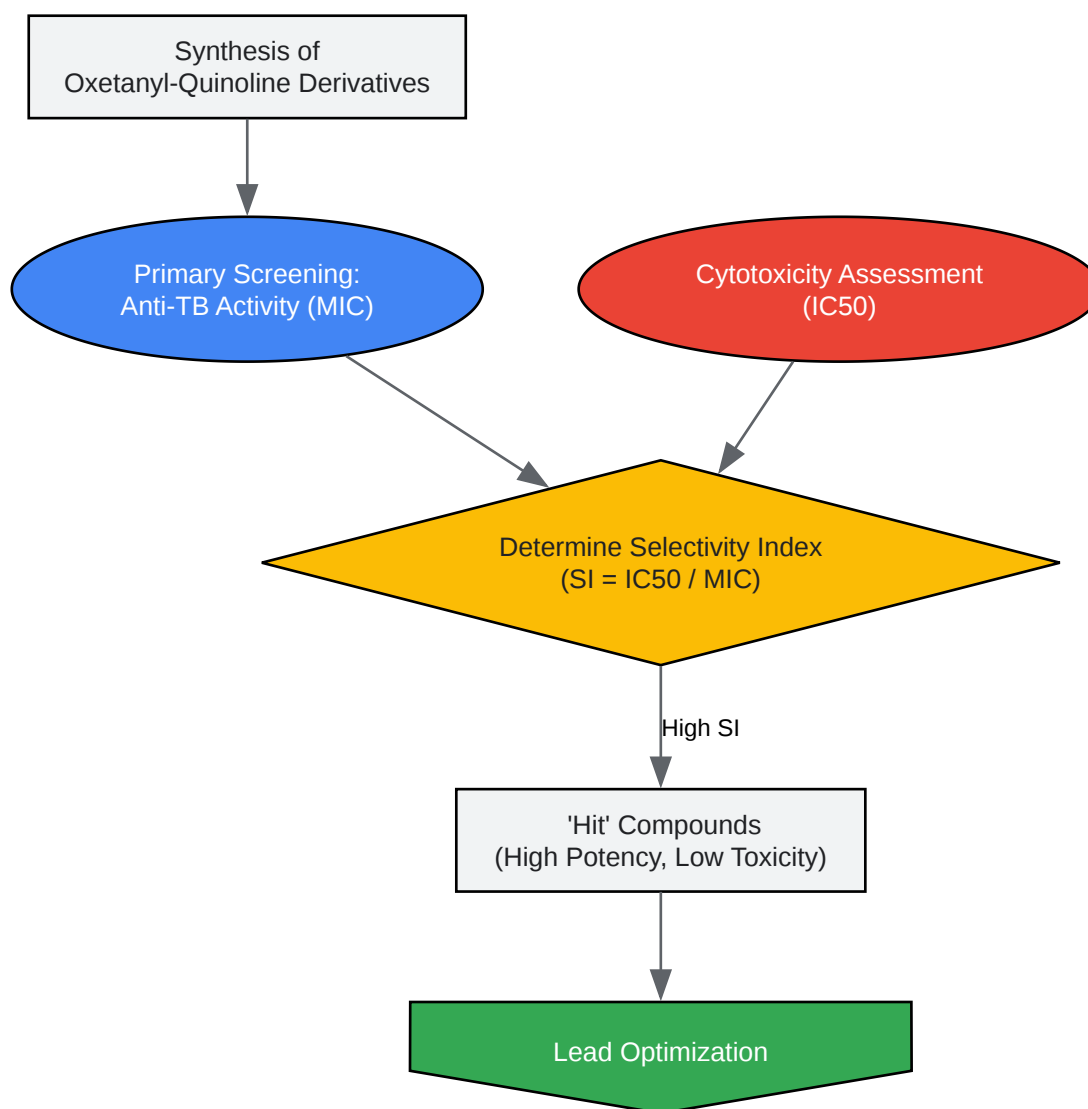 Synthesis of
Oxetanyl-Quinoline Derivatives
Primary Screening:
Anti-TB Activity (MIC)
Cytotoxicity Assessment
(IC50)
Determine Selectivity Index
(SI = IC50 / MIC)
High SI
'Hit' Compounds
(High Potency, Low Toxicity)
Lead Optimization